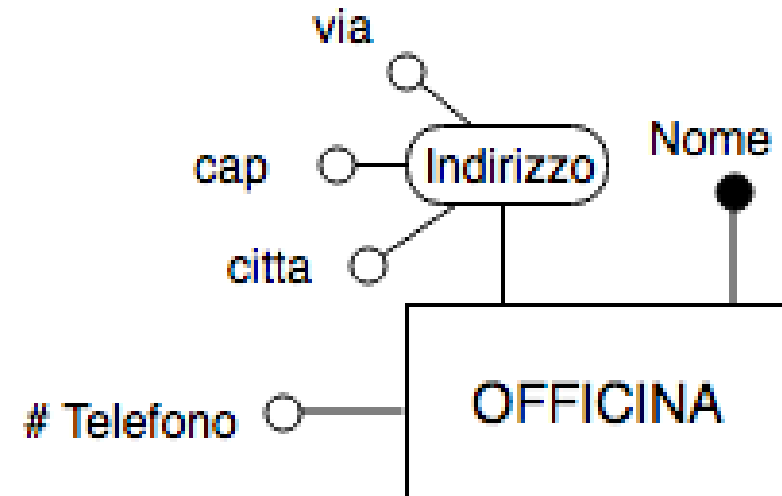 via
Nome
cap
Indirizzo
citta
OFFICINA
# Telefono